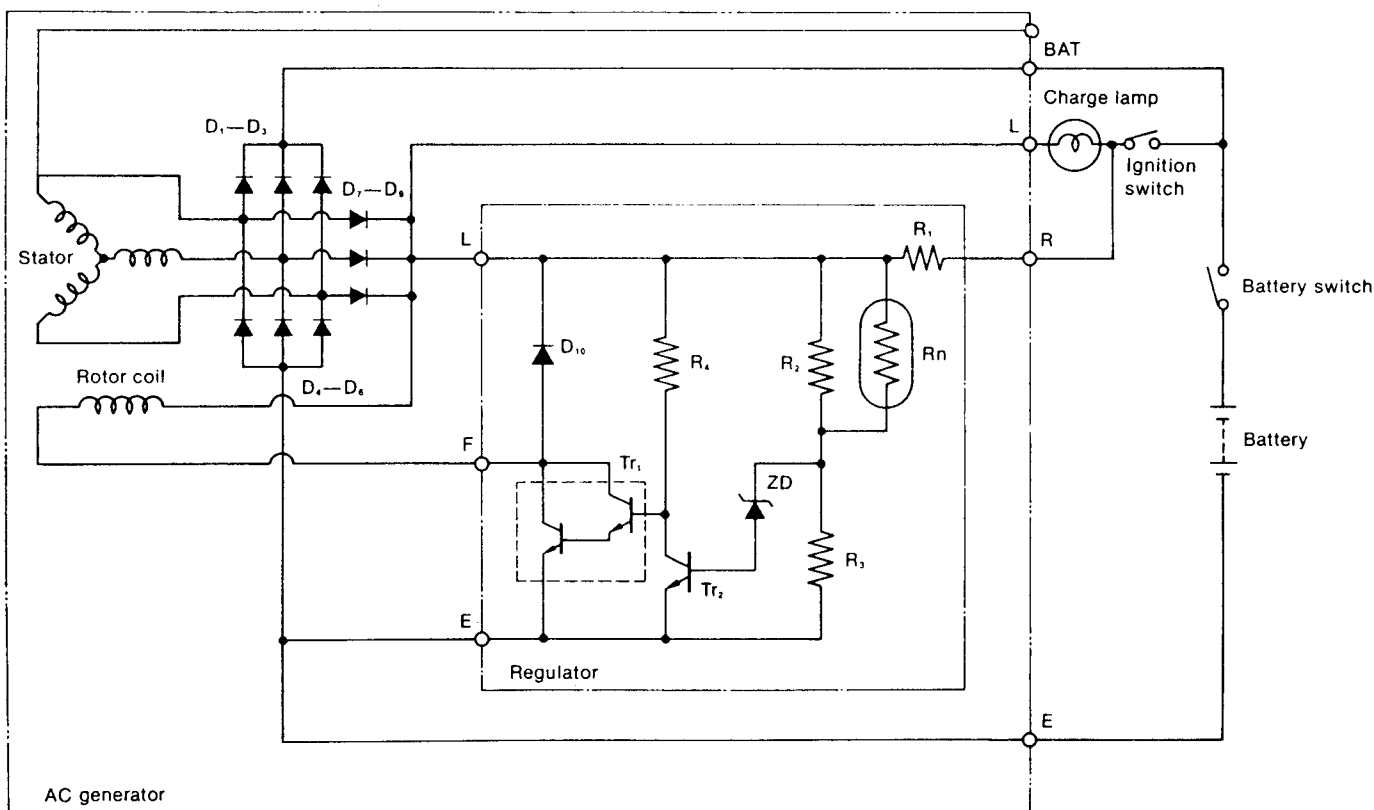 BAT
Charge lamp
L
Ignition
switch
D₁—D₃
D₇—D₉
L
R₁
R
Stator
Battery switch
D₁₀
R₄
R₂
Rn
Rotor coil
D₄—D₆
F
Tr₁
ZD
Battery
R₃
Tr₂
E
Regulator
E
AC generator